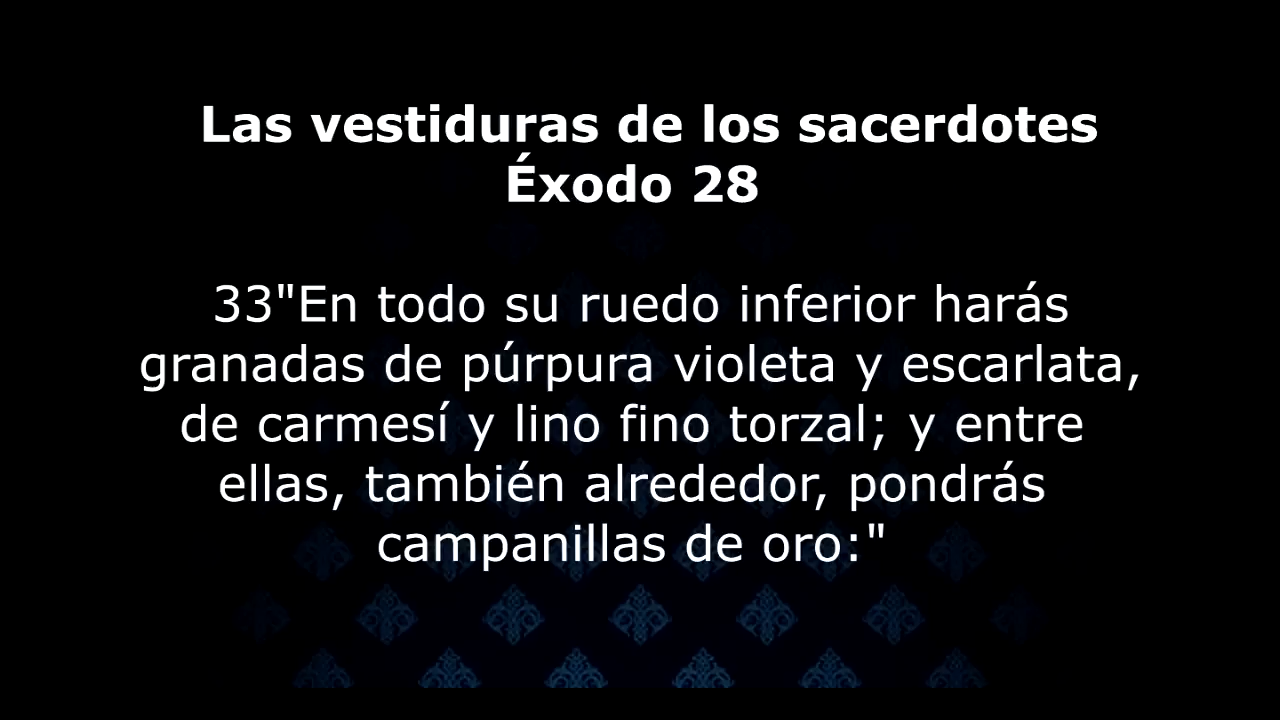 Las vestiduras de los sacerdotes
Éxodo 28
33"En todo su ruedo inferior harás
granadas de púrpura violeta y escarlata,
de carmesí y lino fino torzal; y entre
ellas, también alrededor, pondrás
campanillas de oro:"